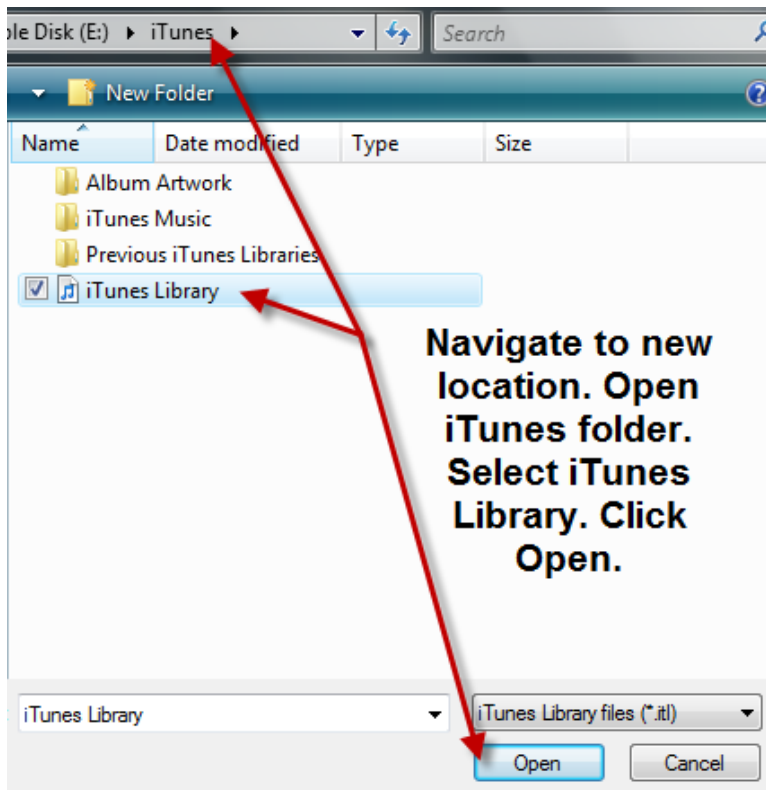 ole Disk (E:) iTunes Search
New Folder
Name Date modified Type Size
Album Artwork
iTunes Music
Previous iTunes Libraries
iTunes Library
Navigate to new
location. Open
iTunes folder.
Select iTunes
Library. Click
Open.
iTunes Library iTunes Library files (*.itl)
Open Cancel